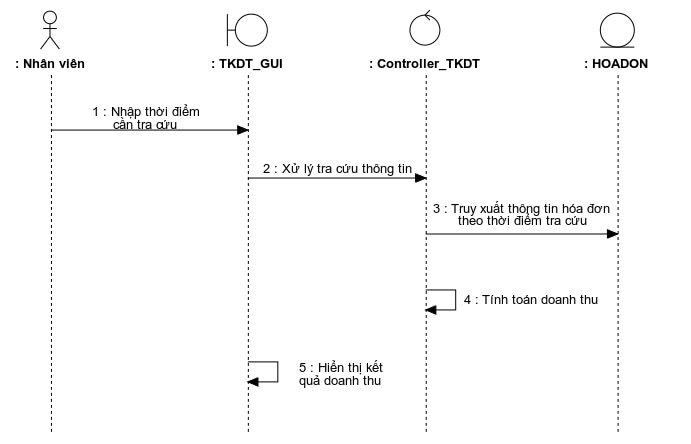 : Nhân viên
: TKDT_GUI
: Controller_TKDT
: HOADON
1 : Nhập thời điểm
cần tra cứu
2 : Xử lý tra cứu thông tin
3 : Truy xuất thông tin hóa đơn
theo thời điểm tra cứu
4 : Tính toán doanh thu
5 : Hiển thị kết
quả doanh thu